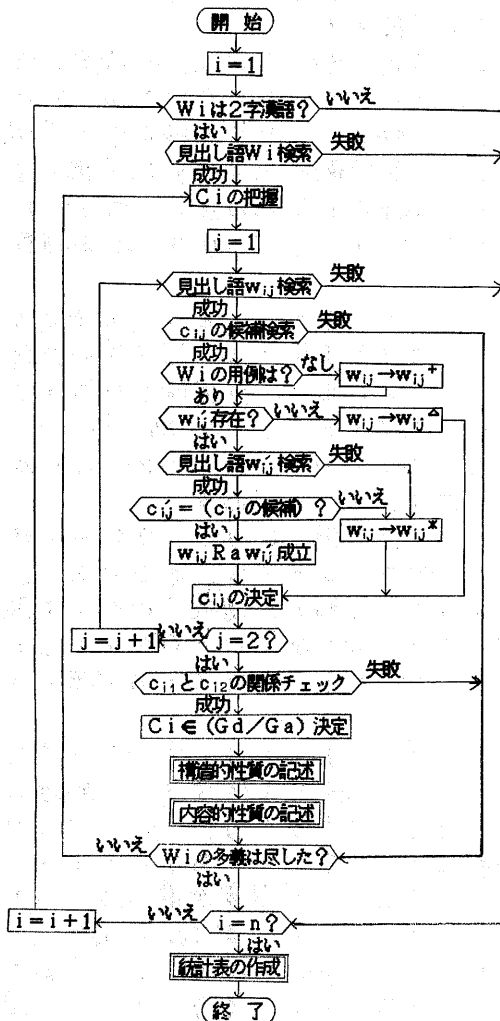 開 始
i＝1
Wiは2字漢語？ いいえ
はい
見出し語Wi検索 失敗
成功
Ciの把握
j＝1
見出し語wij検索 失敗
成功
cijの候補検索 失敗
成功
Wiの用例は？ なし wij→wij+
あり
w′ij存在？ いいえ wij→wij△
はい
見出し語w′ij検索 失敗
成功
c′ij＝（cijの候補）？ いいえ
はい wij→wij*
wijRaw′ij成立
cijの決定
j＝j＋1 いいえ j＝2？
はい
ci1とci2の関係チェック 失敗
成功
Ci∈（Gd／Ga）決定
構造的性質の記述
内容的性質の記述
いいえ Wiの多義は尽した？
はい
i＝i＋1 いいえ i＝n？
はい
統計表の作成
終 了